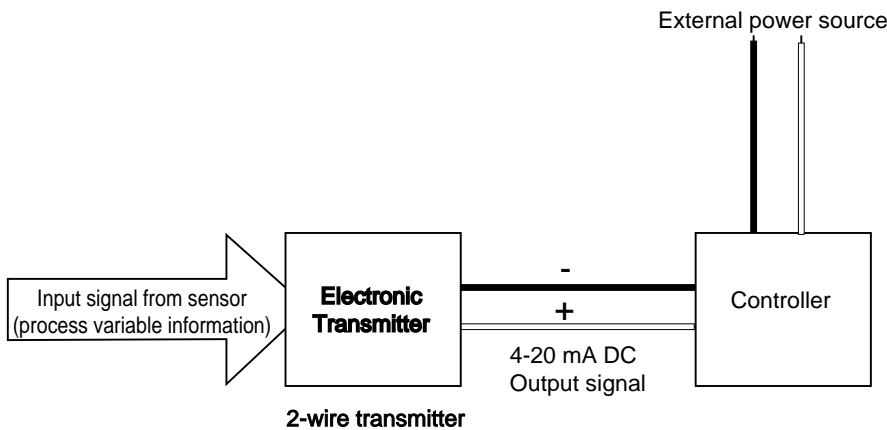 External power source
Input signal from sensor
(process variable information)
Electronic
Transmitter
-
+
Controller
4-20 mA DC
Output signal
2-wire transmitter